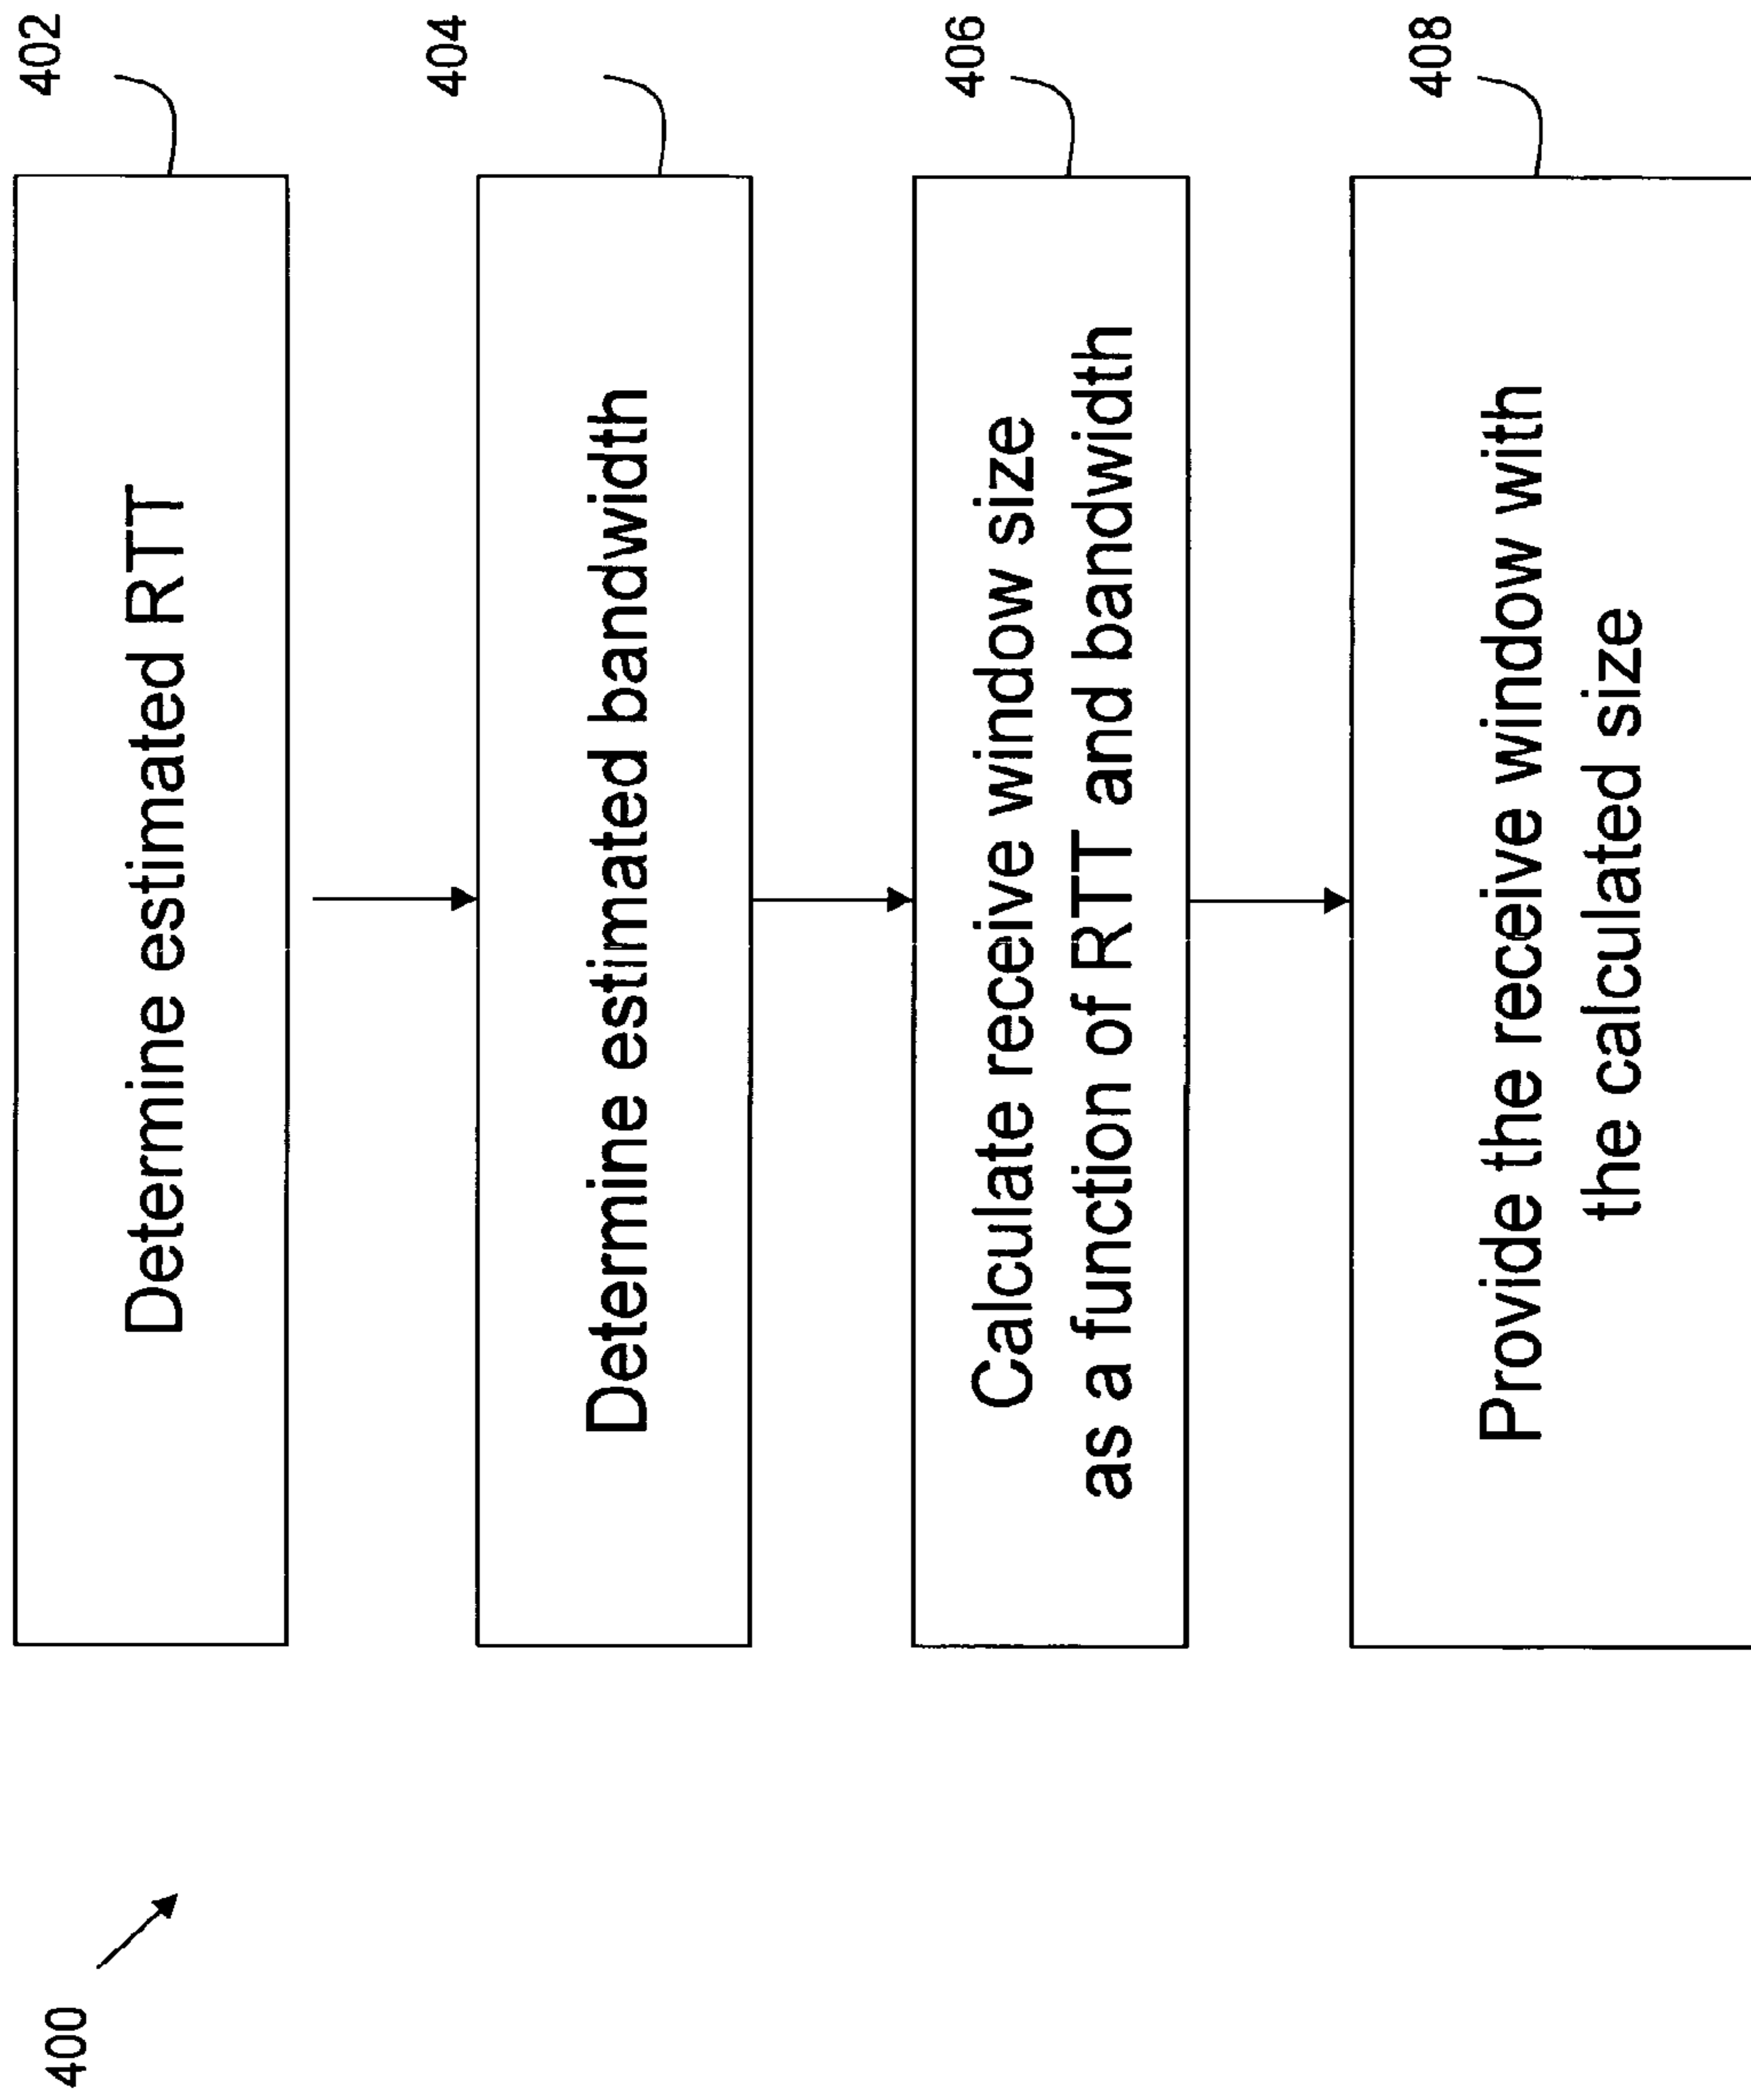 400
402
Determine estimated RTT
404
Determine estimated bandwidth
406
Calculate receive window size
as a function of RTT and bandwidth
408
Provide the receive window with
the calculated size